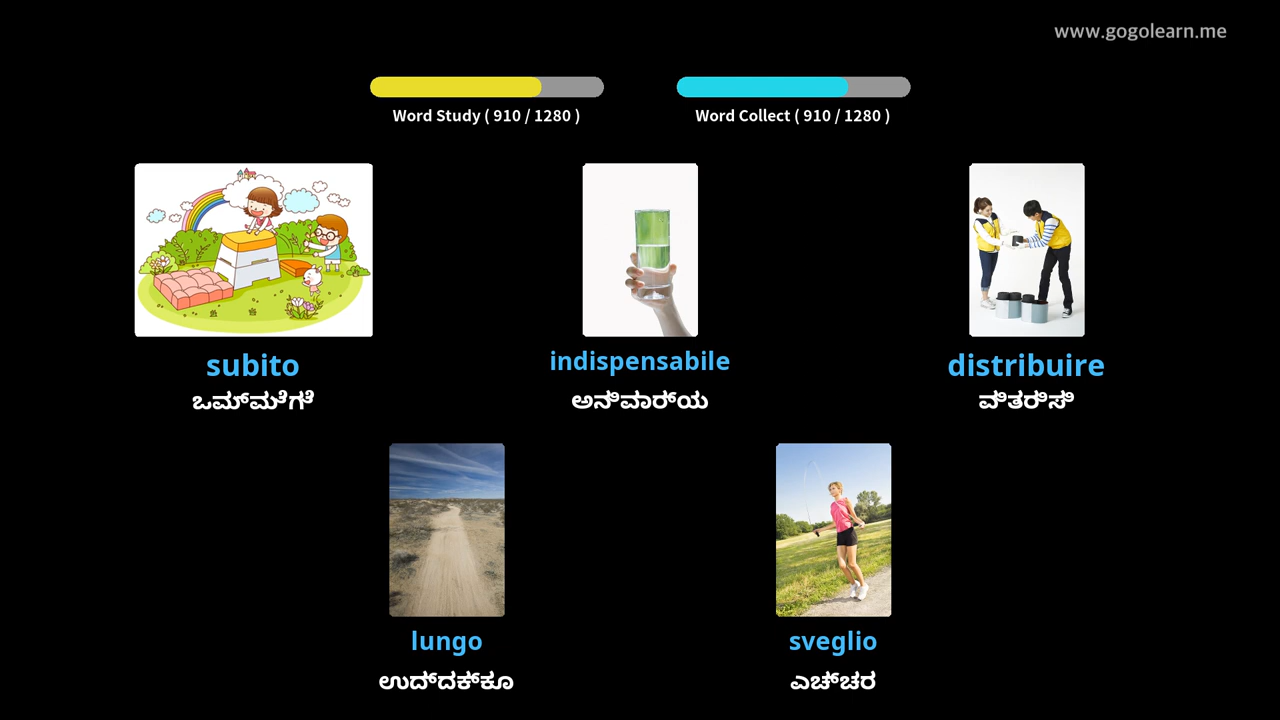 www.gogolearn.me
Word Study ( 910 / 1280 )
Word Collect ( 910 / 1280 )
subito
ಒಮ್ಮೆಗೆ
indispensabile
ಅನಿವಾರ್ಯ
distribuire
ವಿತರಿಸಿ
lungo
ಉದ್ದಕ್ಕೂ
sveglio
ಎಚ್ಚರ